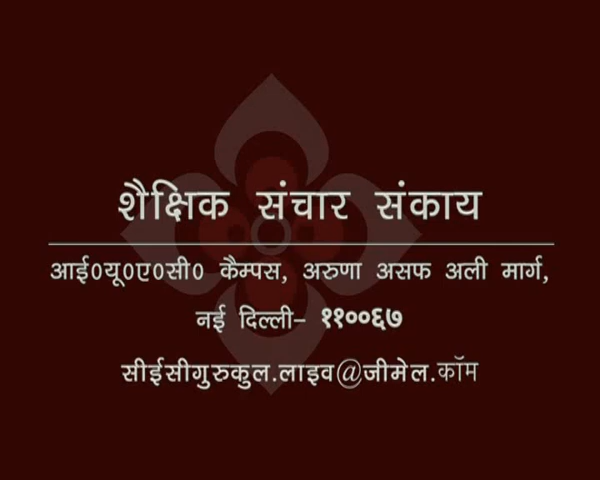 शैक्षिक संचार संकाय
आई०यू०ए०सी० कैम्पस, अरुणा असफ अली मार्ग,
नई दिल्ली- ११००६७
सीईसीगुरुकुल.लाइव@जीमेल.कॉम